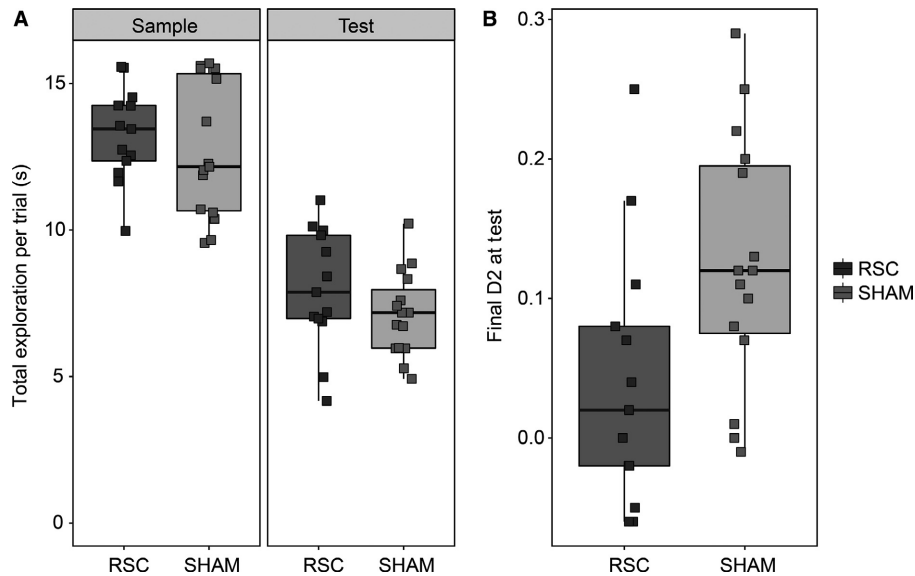 A
Sample
Test
Total exploration per trial (s)
15
10
5
0
RSC
SHAM
RSC
SHAM
B
Final D2 at test
0.3
0.2
0.1
0.0
RSC
SHAM
RSC
SHAM